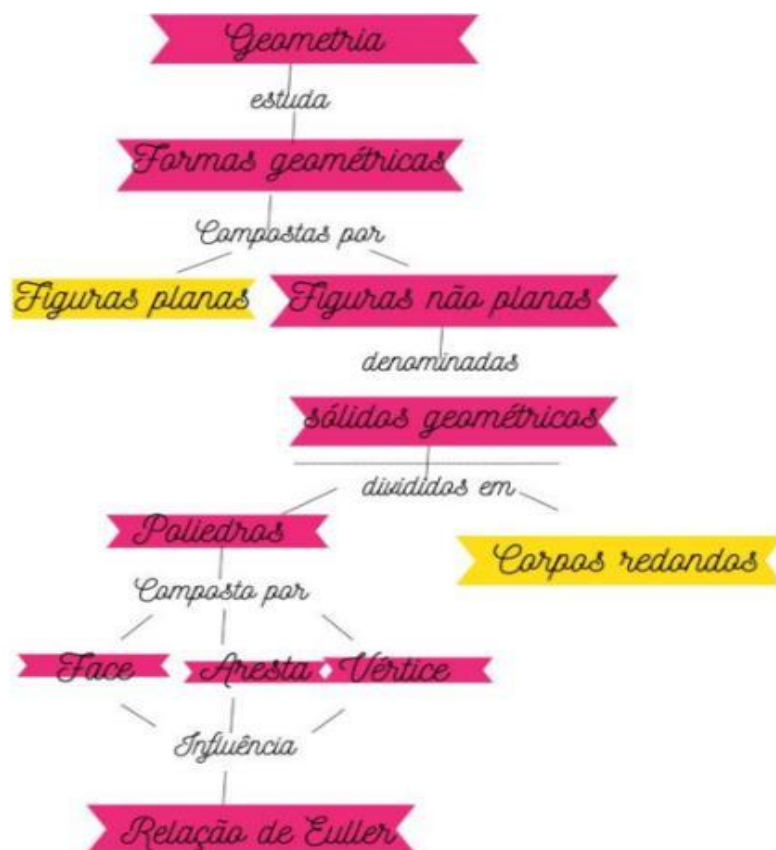 Geometria
estuda
Formas geométricas
Compostas por
Figuras planas
Figuras não planas
denominadas
sólidos geométricos
divididos em
Poliedros
Corpos redondos
Composto por
Face
Aresta
Vértice
Influência
Relação de Euller